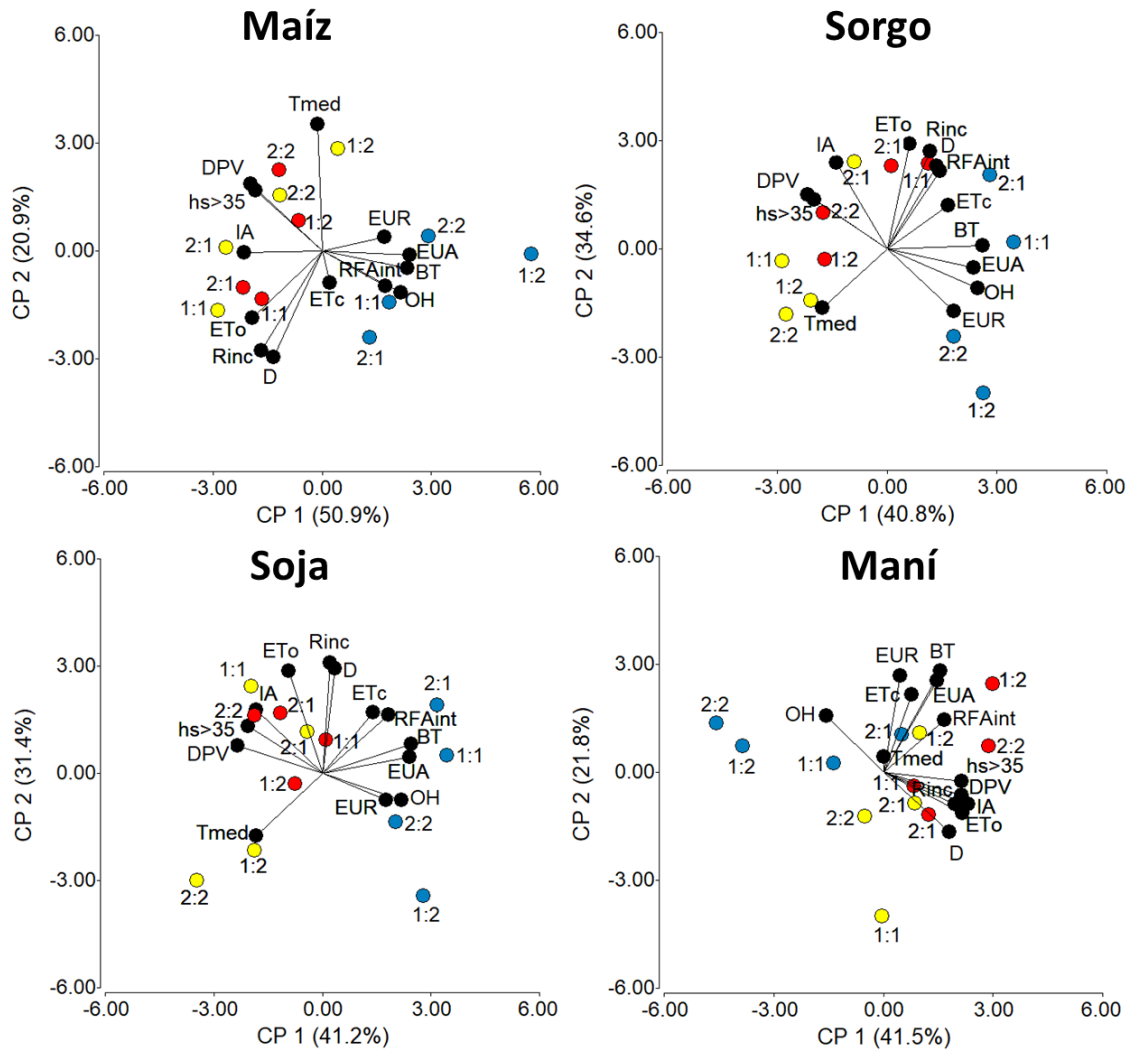 Maíz
6.00
3.00
0.00
-3.00
-6.00
CP 2 (20.9%)
Tmed
1:2
2:2
DPV
2:2
hs>35
1:2
EUR
2:2
2:1
IA
EUA
1:2
RFAint
BT
2:1
ETc
1:1
OH
1:1
1:1
ETo
2:1
Rinc
D
-6.00 -3.00 0.00 3.00 6.00
CP 1 (50.9%)
Sorgo
6.00
3.00
0.00
-3.00
-6.00
CP 2 (34.6%)
ETo
Rinc
IA
2:1
D
2:1
RFAint
1:1
2:1
DPV
hs>35
2:2
ETc
BT
1:1
1:1
1:2
EUA
1:2
OH
Tmed
EUR
2:2
2:2
1:2
-6.00 -3.00 0.00 3.00 6.00
CP 1 (40.8%)
Soja
6.00
3.00
0.00
-3.00
-6.00
CP 2 (31.4%)
ETo
Rinc
D
1:1
IA
2:1
ETc
2:1
2:2
RFAint
hs>35
2:1
1:1
BT
1:1
DPV
EUA
1:2
EUR
OH
2:2
Tmed
1:2
2:2
1:2
-6.00 -3.00 0.00 3.00 6.00
CP 1 (41.2%)
Maní
6.00
3.00
0.00
-3.00
-6.00
CP 2 (21.8%)
EUR
BT
1:2
ETc
EUA
2:2
OH
RFAint
2:1
1:2
2:2
1:2
Tmed
1:1
hs>35
1:1
Rinc
DPV
2:1
IA
2:2
2:1
ETo
D
1:1
-6.00 -3.00 0.00 3.00 6.00
CP 1 (41.5%)